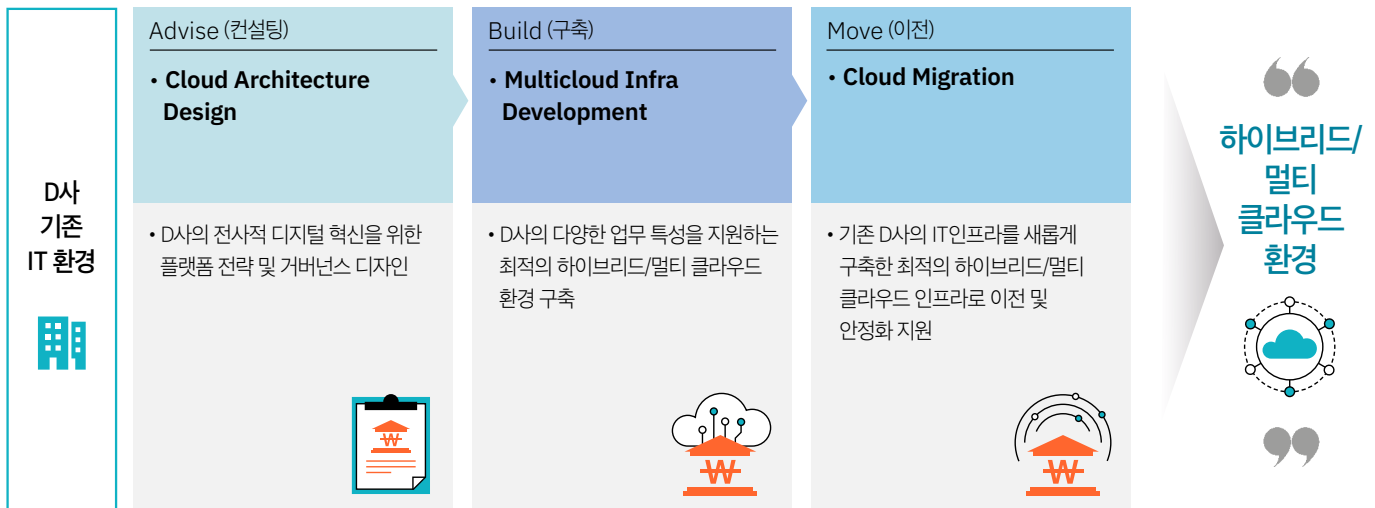 D사
기존
IT 환경
Advise (컨설팅)
• Cloud Architecture
Design
• D사의 전사적 디지털 혁신을 위한
플랫폼 전략 및 거버넌스 디자인
Build (구축)
• Multicloud Infra
Development
• D사의 다양한 업무 특성을 지원하는
최적의 하이브리드/멀티 클라우드
환경 구축
Move (이전)
• Cloud Migration
• 기존 D사의 IT인프라를 새롭게
구축한 최적의 하이브리드/멀티
클라우드 인프라로 이전 및
안정화 지원
❝
하이브리드/
멀티
클라우드
환경
❞
₩
₩
₩